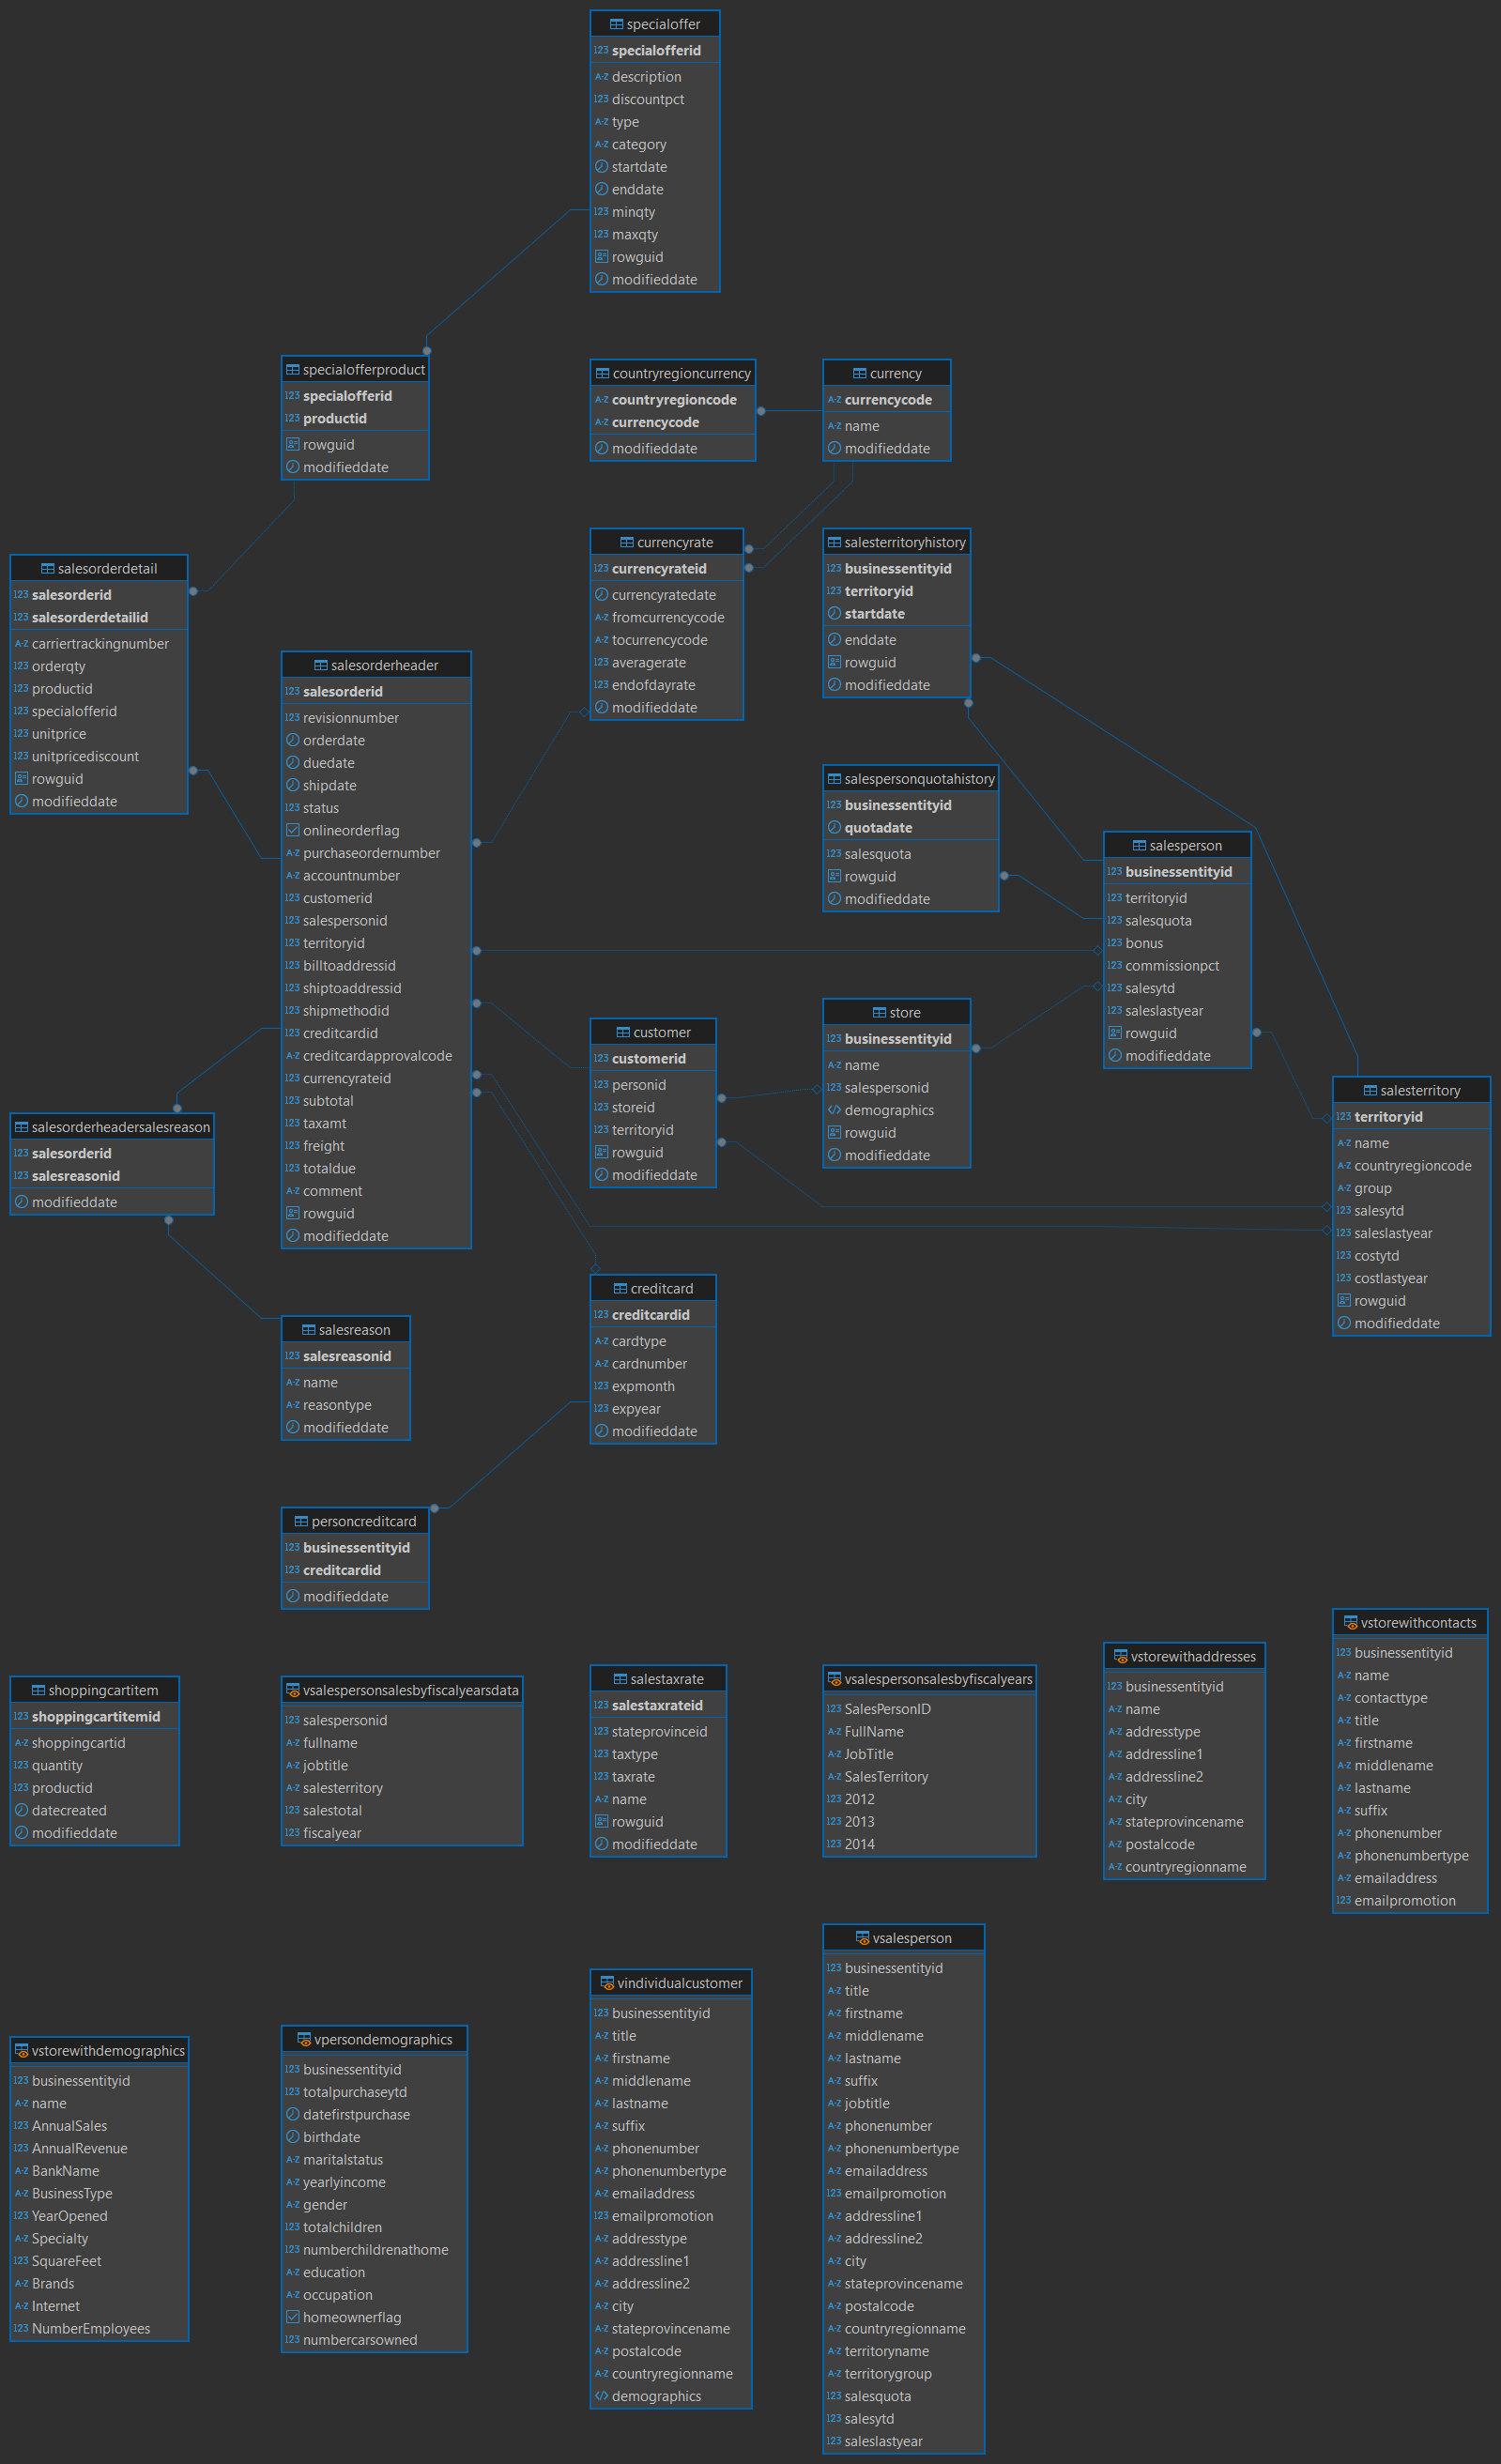 specialoffer
123 specialofferid
A-Z description
123 discountpct
A-Z type
A-Z category
startdate
enddate
123 minqty
123 maxqty
rowguid
modifieddate
specialofferproduct
123 specialofferid
123 productid
rowguid
modifieddate
countryregioncurrency
A-Z countryregioncode
A-Z currencycode
modifieddate
currency
A-Z currencycode
A-Z name
modifieddate
salesorderdetail
123 salesorderid
123 salesorderdetailid
A-Z carriertrackingnumber
123 orderqty
123 productid
123 specialofferid
123 unitprice
123 unitpricediscount
rowguid
modifieddate
currencyrate
123 currencyrateid
currencyratedate
A-Z fromcurrencycode
A-Z tocurrencycode
123 averagerate
123 endofdayrate
modifieddate
salesterritoryhistory
123 businessentityid
123 territoryid
startdate
enddate
rowguid
modifieddate
salesorderheader
123 salesorderid
123 revisionnumber
orderdate
duedate
shipdate
123 status
onlineorderflag
A-Z purchaseordernumber
A-Z accountnumber
123 customerid
123 salespersonid
123 territoryid
123 billtoaddressid
123 shiptoaddressid
123 shipmethodid
123 creditcardid
A-Z creditcardapprovalcode
123 currencyrateid
123 subtotal
123 taxamt
123 freight
123 totaldue
A-Z comment
rowguid
modifieddate
salespersonquotahistory
123 businessentityid
quotadate
123 salesquota
rowguid
modifieddate
salesperson
123 businessentityid
123 territoryid
123 salesquota
123 bonus
123 commissionpct
123 salesytd
123 saleslastyear
rowguid
modifieddate
customer
123 customerid
123 personid
123 storeid
123 territoryid
rowguid
modifieddate
store
123 businessentityid
A-Z name
123 salespersonid
demographics
rowguid
modifieddate
salesterritory
123 territoryid
A-Z name
A-Z countryregioncode
A-Z group
123 salesytd
123 saleslastyear
123 costytd
123 costlastyear
rowguid
modifieddate
salesorderheadersalesreason
123 salesorderid
123 salesreasonid
modifieddate
salesreason
123 salesreasonid
A-Z name
A-Z reasontype
modifieddate
creditcard
123 creditcardid
A-Z cardtype
A-Z cardnumber
123 expmonth
123 expyear
modifieddate
personcreditcard
123 businessentityid
123 creditcardid
modifieddate
shoppingcartitem
123 shoppingcartitemid
A-Z shoppingcartid
123 quantity
123 productid
datecreated
modifieddate
vsalespersonsalesbyfiscalyearsdata
123 salespersonid
A-Z fullname
A-Z jobtitle
A-Z salesterritory
123 salestotal
123 fiscalyear
salestaxrate
123 salestaxrateid
123 stateprovinceid
123 taxtype
123 taxrate
A-Z name
rowguid
modifieddate
vsalespersonsalesbyfiscalyears
123 SalesPersonID
A-Z FullName
A-Z JobTitle
A-Z SalesTerritory
123 2012
123 2013
123 2014
vstorewithaddresses
123 businessentityid
A-Z name
A-Z addresstype
A-Z addressline1
A-Z addressline2
A-Z city
A-Z stateprovincename
A-Z postalcode
A-Z countryregionname
vstorewithcontacts
123 businessentityid
A-Z name
A-Z contacttype
A-Z title
A-Z firstname
A-Z middlename
A-Z lastname
A-Z suffix
A-Z phonenumber
A-Z phonenumbertype
A-Z emailaddress
123 emailpromotion
vstorewithdemographics
123 businessentityid
A-Z name
123 AnnualSales
123 AnnualRevenue
A-Z BankName
A-Z BusinessType
123 YearOpened
A-Z Specialty
123 SquareFeet
A-Z Brands
A-Z Internet
123 NumberEmployees
vpersondemographics
123 businessentityid
123 totalpurchaseytd
datefirstpurchase
birthdate
A-Z maritalstatus
A-Z yearlyincome
A-Z gender
123 totalchildren
123 numberchildrenathome
A-Z education
A-Z occupation
homeownerflag
123 numbercarsowned
vindividualcustomer
123 businessentityid
A-Z title
A-Z firstname
A-Z middlename
A-Z lastname
A-Z suffix
A-Z phonenumber
A-Z phonenumbertype
A-Z emailaddress
123 emailpromotion
A-Z addresstype
A-Z addressline1
A-Z addressline2
A-Z city
A-Z stateprovincename
A-Z postalcode
A-Z countryregionname
demographics
vsalesperson
123 businessentityid
A-Z title
A-Z firstname
A-Z middlename
A-Z lastname
A-Z suffix
A-Z jobtitle
A-Z phonenumber
A-Z phonenumbertype
A-Z emailaddress
123 emailpromotion
A-Z addressline1
A-Z addressline2
A-Z city
A-Z stateprovincename
A-Z postalcode
A-Z countryregionname
A-Z territoryname
A-Z territorygroup
123 salesquota
123 salesytd
123 saleslastyear